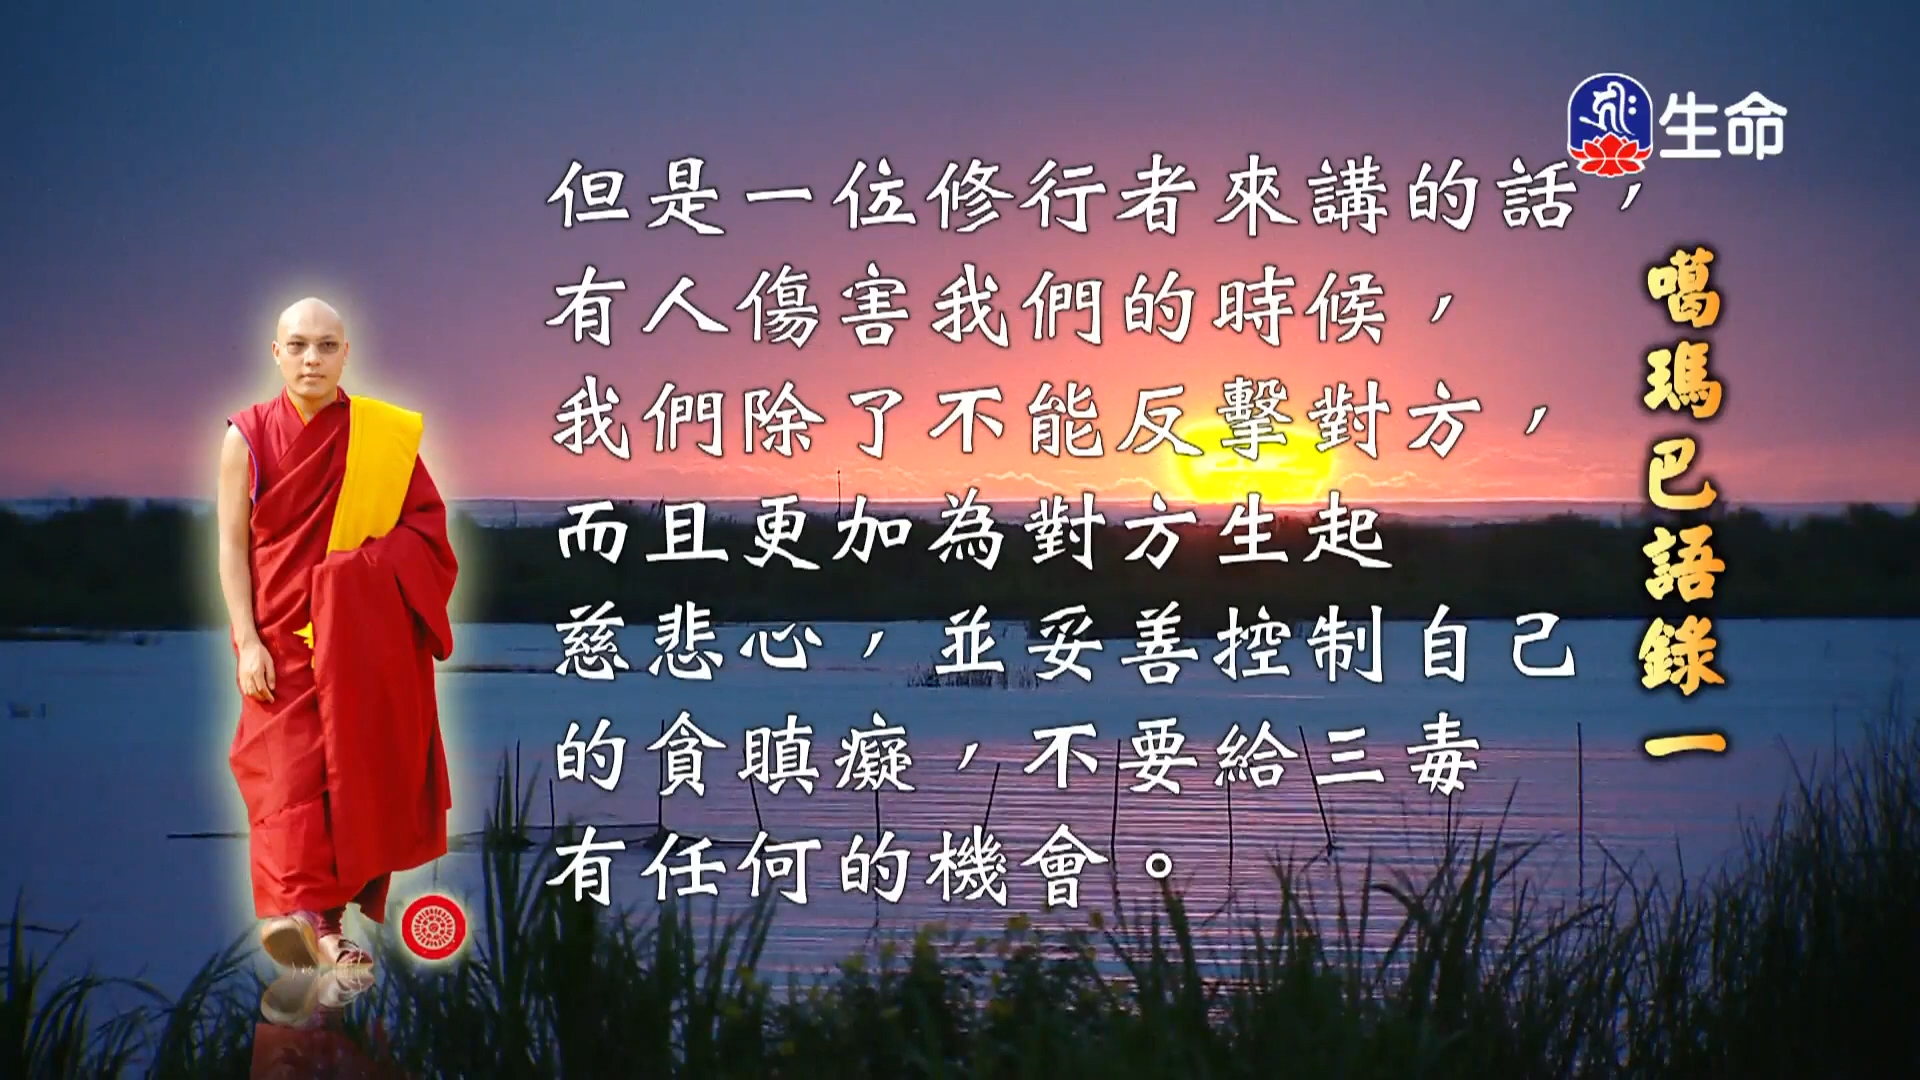 生命
但是一位修行者來講的話，
有人傷害我們的時候，
我們除了不能反擊對方，
而且更加為對方生起
慈悲心，並妥善控制自己
的貪瞋癡，不要給三毒
有任何的機會。
噶瑪巴語錄一